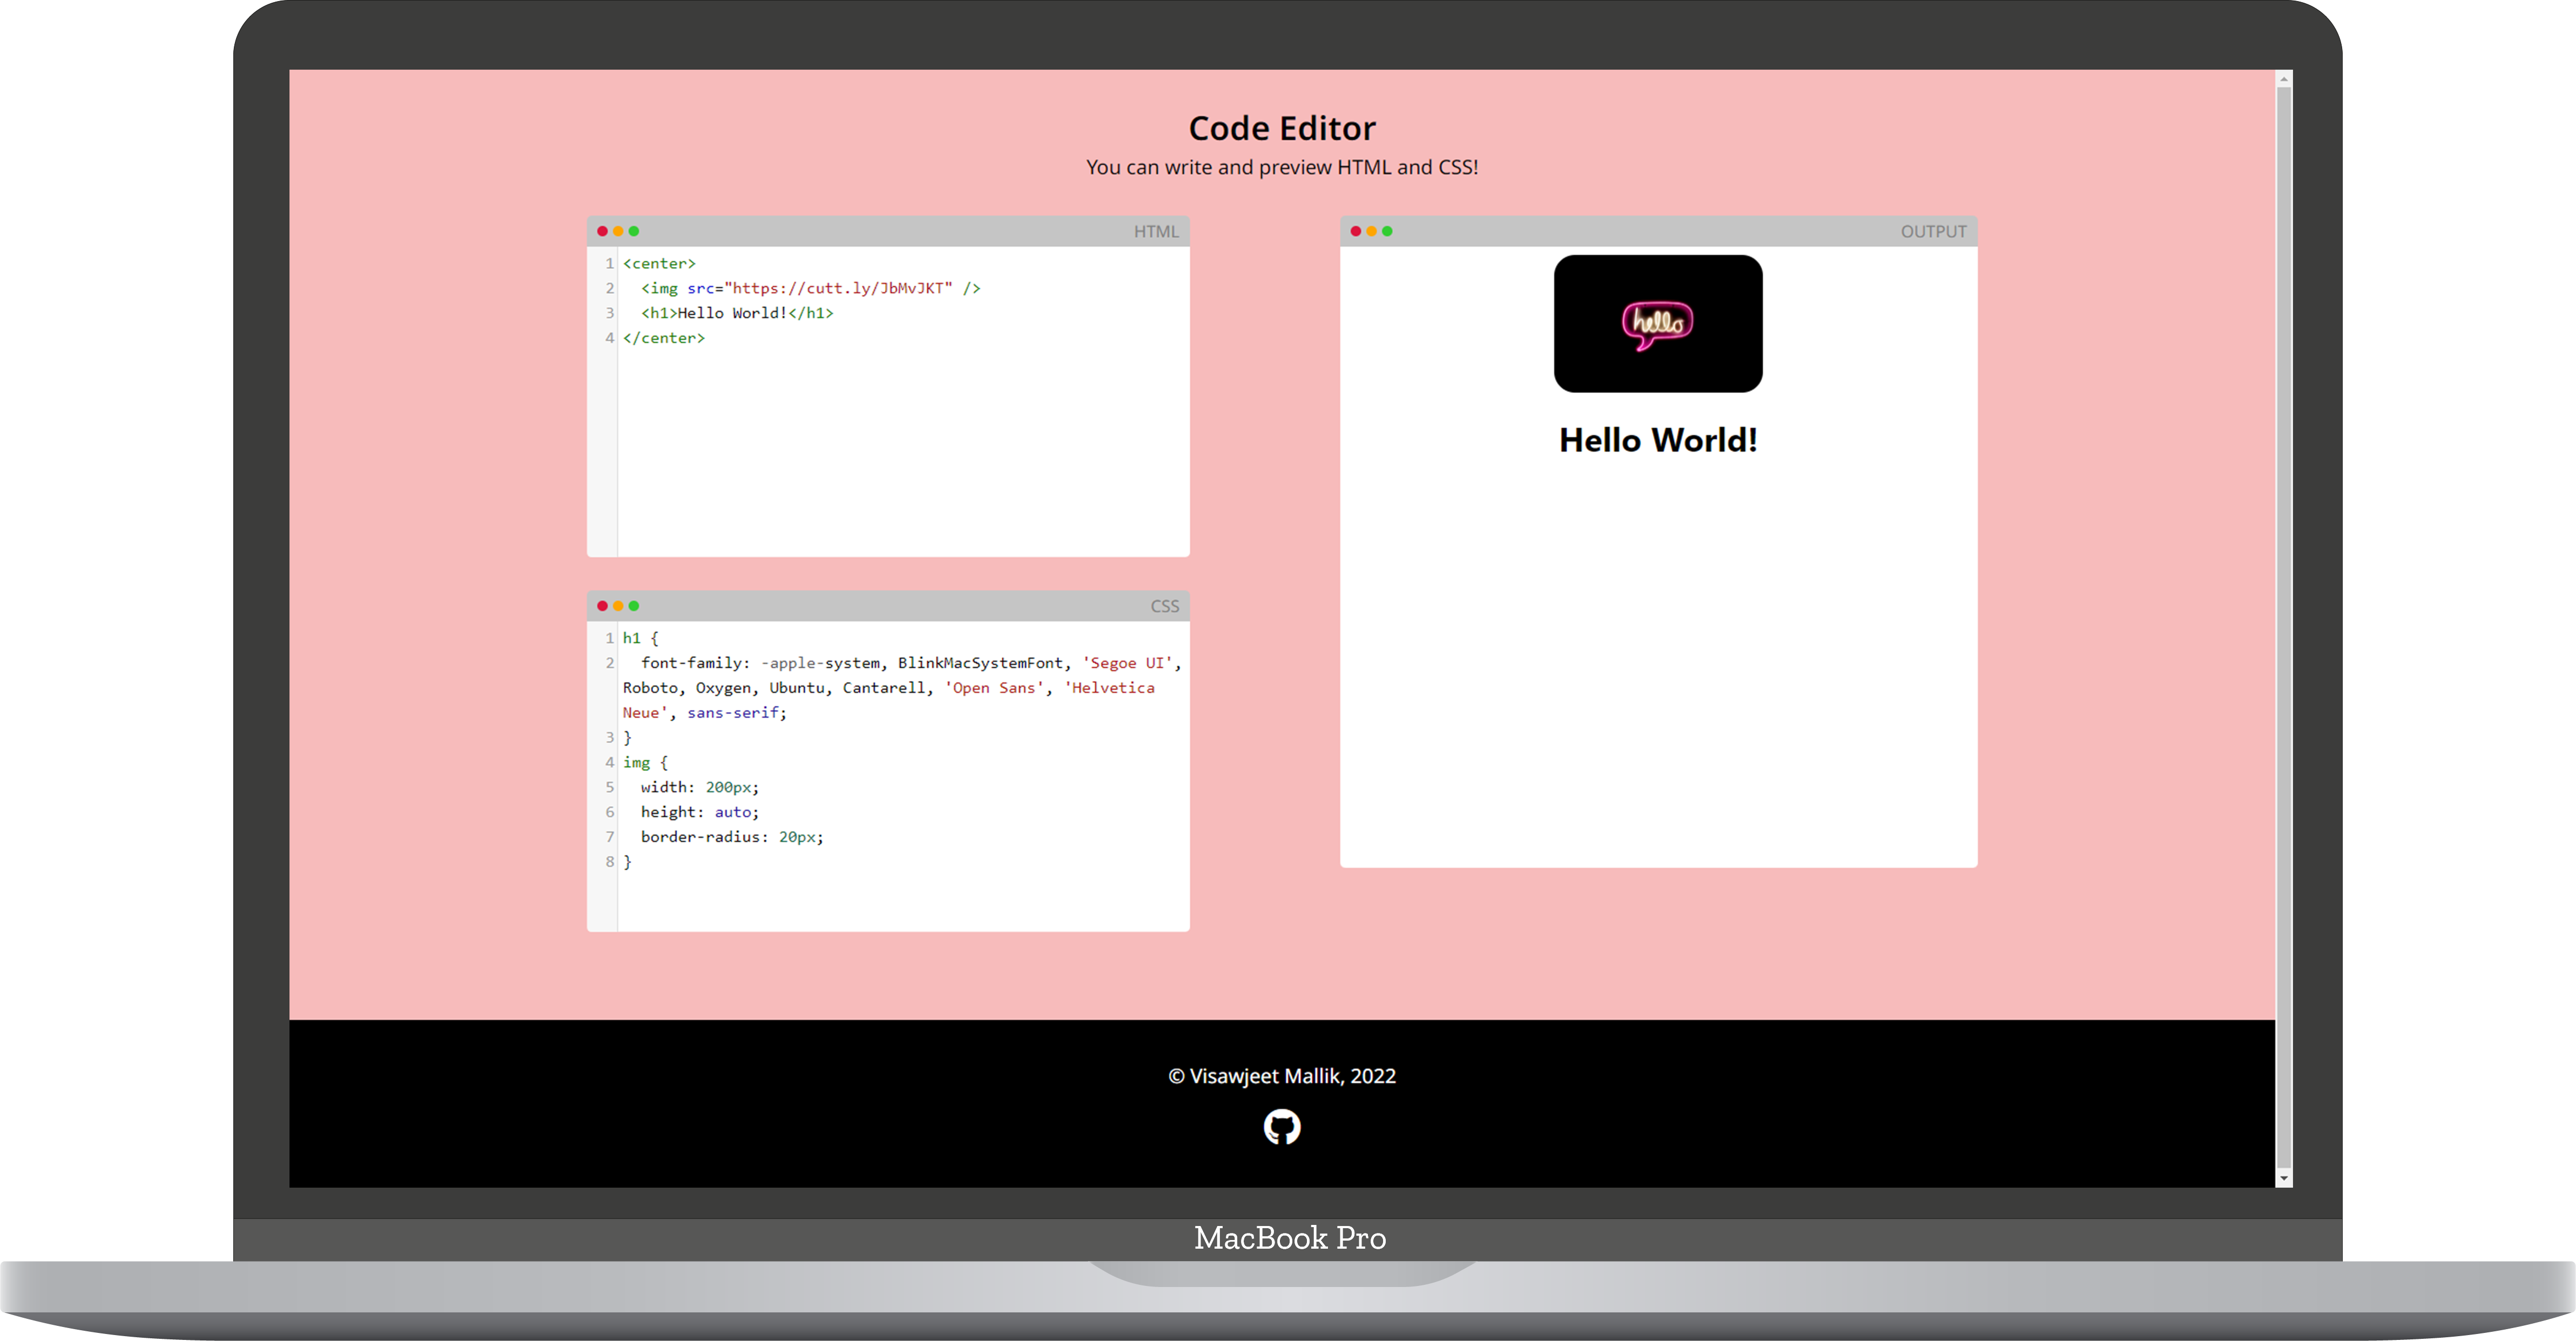 Code Editor
You can write and preview HTML and CSS!
HTML
1 <center>
2   <img src="https://cutt.ly/JbMvJKT" />
3   <h1>Hello World!</h1>
4 </center>
CSS
1 h1 {
2   font-family: -apple-system, BlinkMacSystemFont, 'Segoe UI',
Roboto, Oxygen, Ubuntu, Cantarell, 'Open Sans', 'Helvetica
Neue', sans-serif;
3 }
4 img {
5   width: 200px;
6   height: auto;
7   border-radius: 20px;
8 }
OUTPUT
hello
Hello World!
© Visawjeet Mallik, 2022
MacBook Pro